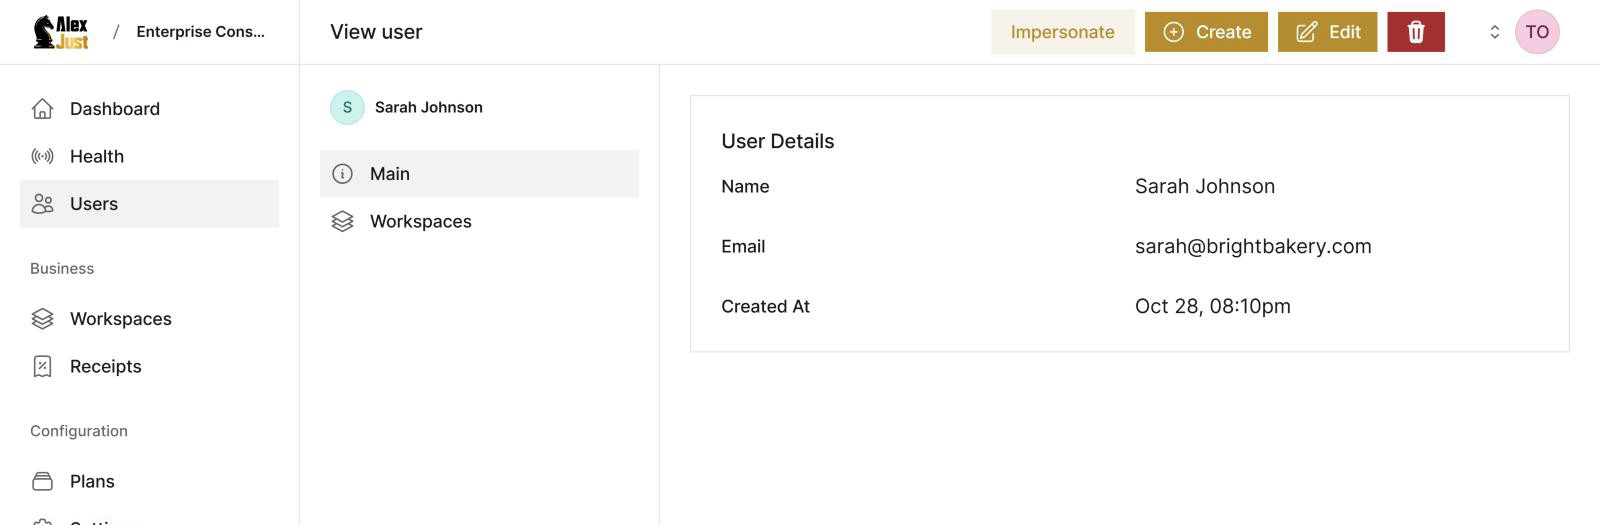 Alex
Just
/
Enterprise Cons...
View user
Impersonate
Create
Edit
TO
Dashboard
Health
Users
Business
Workspaces
Receipts
Configuration
Plans
S
Sarah Johnson
Main
Workspaces
User Details
Name
Sarah Johnson
Email
sarah@brightbakery.com
Created At
Oct 28, 08:10pm